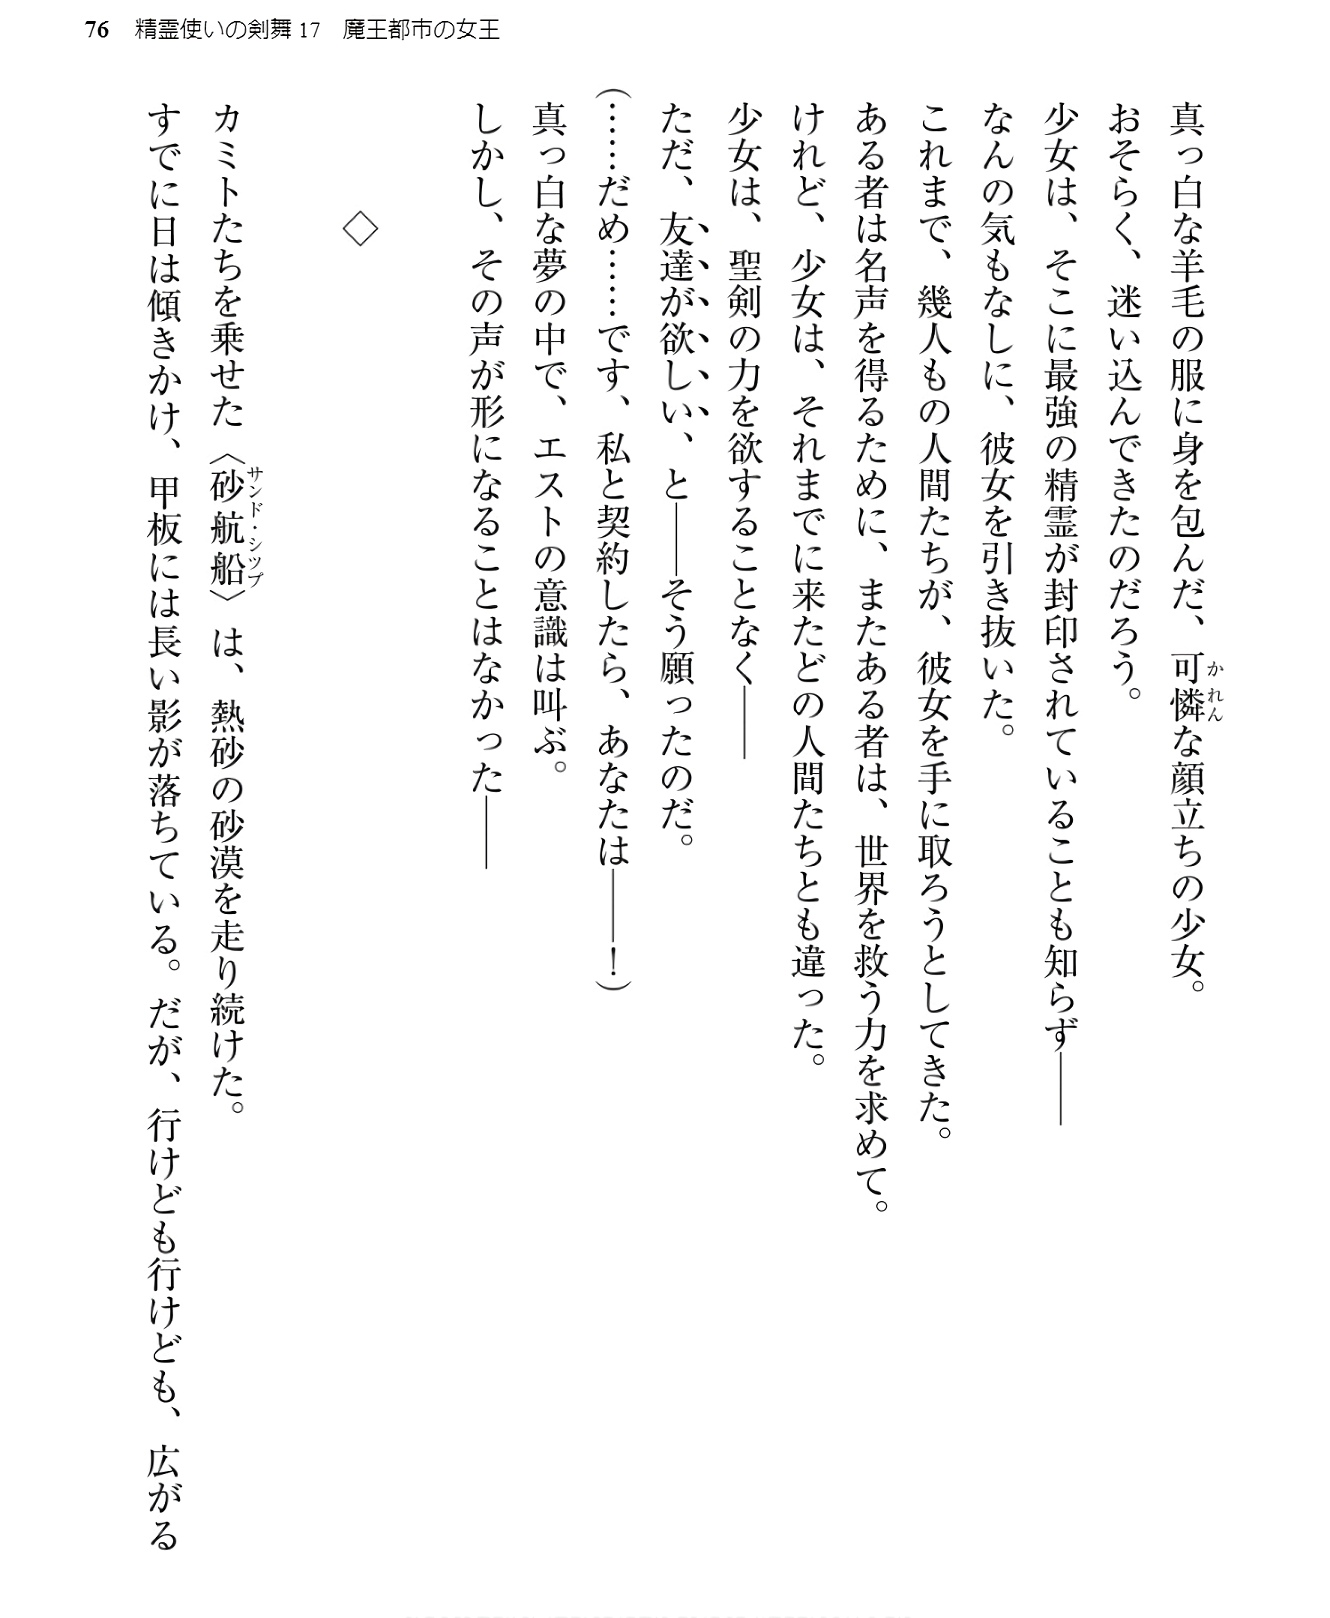 76 精霊使いの剣舞17 魔王都市の女王
真っ白な羊毛の服に身を包んだ、可憐な顔立ちの少女。
かれん
おそらく、迷い込んできたのだろう。
少女は、そこに最強の精霊が封印されていることも知らず――
なんの気もなしに、彼女を引き抜いた。
これまで、幾人もの人間たちが、彼女を手に取ろうとしてきた。
ある者は名声を得るために、またある者は、世界を救う力を求めて。
けれど、少女は、それまでに来たどの人間たちとも違った。
少女は、聖剣の力を欲することなく――
ただ、友達が欲しい、と――そう願ったのだ。
(……だめ……です、私と契約したら、あなたは――!)
真っ白な夢の中で、エストの意識は叫ぶ。
しかし、その声が形になることはなかった――
◇
カミトたちを乗せた〈砂航船〉は、熱砂の砂漠を走り続けた。
サンド・シップ
すでに日は傾きかけ、甲板には長い影が落ちている。だが、行けども行けども、広がる